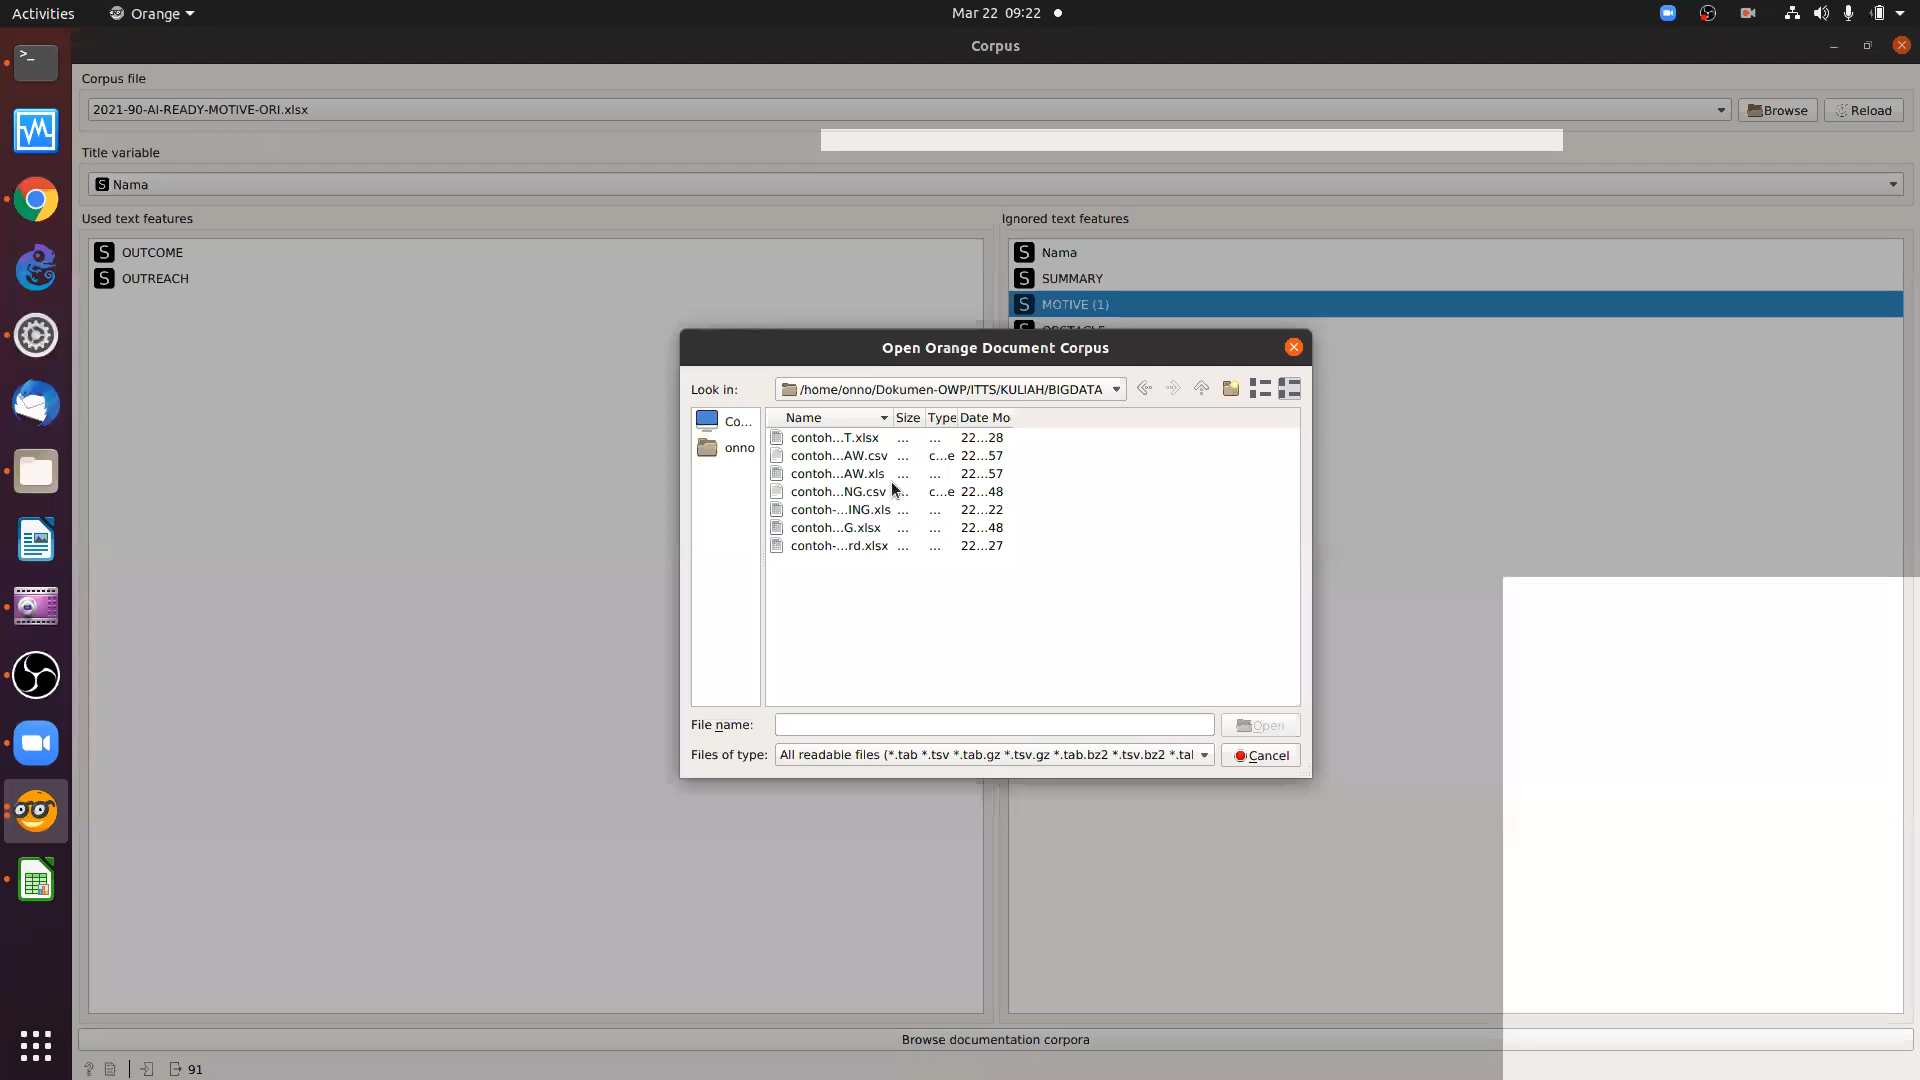 Activities
Orange
Mar 22 09:22
Corpus
Corpus file
2021-90-AI-READY-MOTIVE-ORI.xlsx
Browse
Reload
Title variable
S Nama
Used text features
Ignored text features
S OUTCOME
S OUTREACH
S Nama
S SUMMARY
S MOTIVE (1)
Open Orange Document Corpus
Look in:
/home/onno/Dokumen-OWP/ITTS/KULIAH/BIGDATA
Co...
onno
Name Size Type Date Mo
contoh...T.xlsx ... ... 22...28
contoh...AW.csv ... c...e 22...57
contoh...AW.xls ... ... 22...57
contoh...NG.csv ... c...e 22...48
contoh-...ING.xls ... ... 22...22
contoh...G.xlsx ... ... 22...48
contoh-...rd.xlsx ... ... 22...27
File name:
Open
Files of type:
All readable files (*.tab *.tsv *.tab.gz *.tsv.gz *.tab.bz2 *.tsv.bz2 *.tal
Cancel
Browse documentation corpora
91